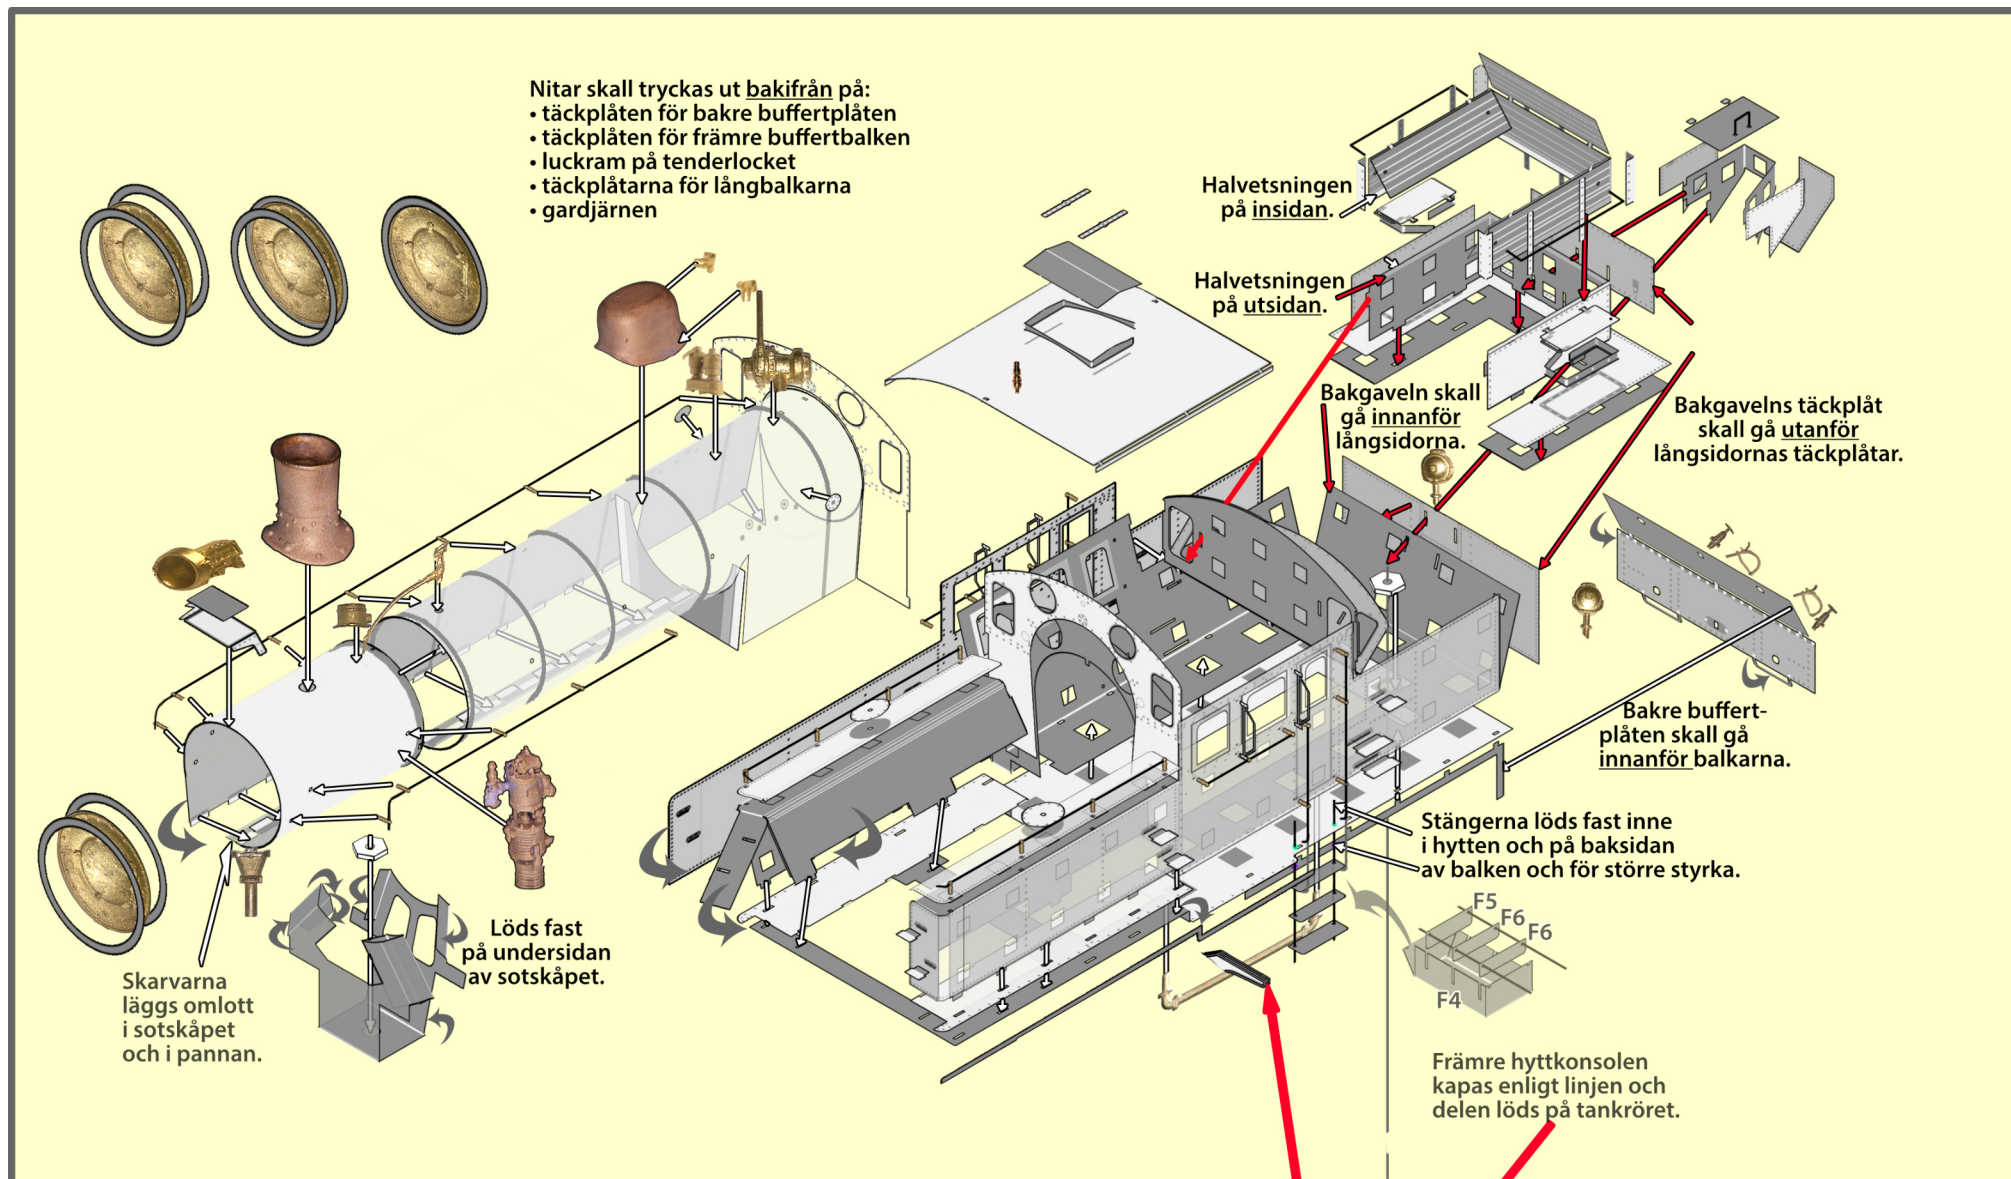 Nitar skall tryckas ut bakifrån på:
• täckplåten för bakre buffertplåten
• täckplåten för främre buffertbalken
• luckram på tenderlocket
• täckplåtarna för långbalkarna
• gardjärnen
Halvetsningen
på insidan.
Halvetsningen
på utsidan.
Bakgaveln skall
gå innanför
långsidorna.
Bakgavelns täckplåt
skall gå utanför
långsidornas täckplåtar.
Bakre buffert-
plåten skall gå
innanför balkarna.
Stängerna löds fast inne
i hytten och på baksidan
av balken och för större styrka.
F5
F6
F6
F4
Löds fast
på undersidan
av sotskåpet.
Skarvarna
läggs omlott
i sotskåpet
och i pannan.
Främre hyttkonsolen
kapas enligt linjen och
delen löds på tankröret.